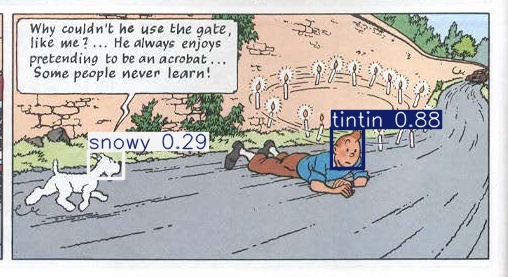 Why couldn't he use the gate,
like me?... He always enjoys
pretending to be an acrobat...
Some people never learn!
tintin 0.88
snowy 0.29